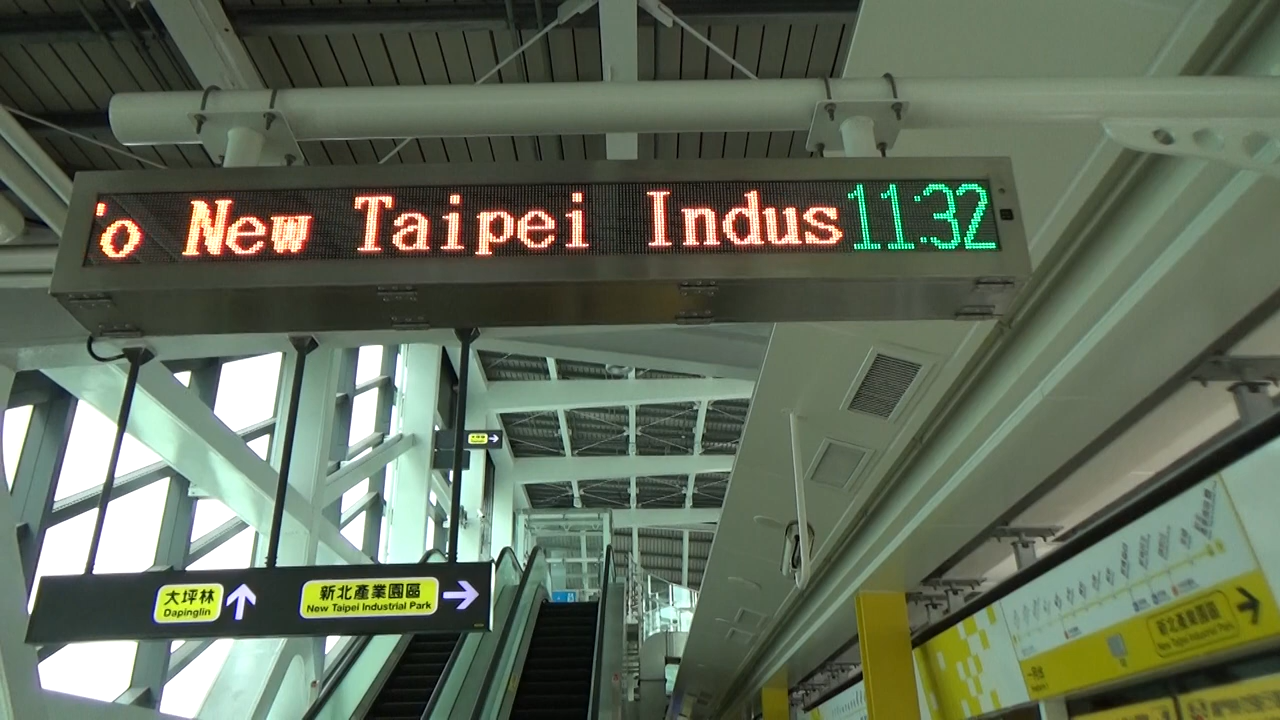 o New Taipei Indus 11:32
大坪林
Dapinglin
新北產業園區
New Taipei Industrial Park
新北產業園區
New Taipei Industrial Park